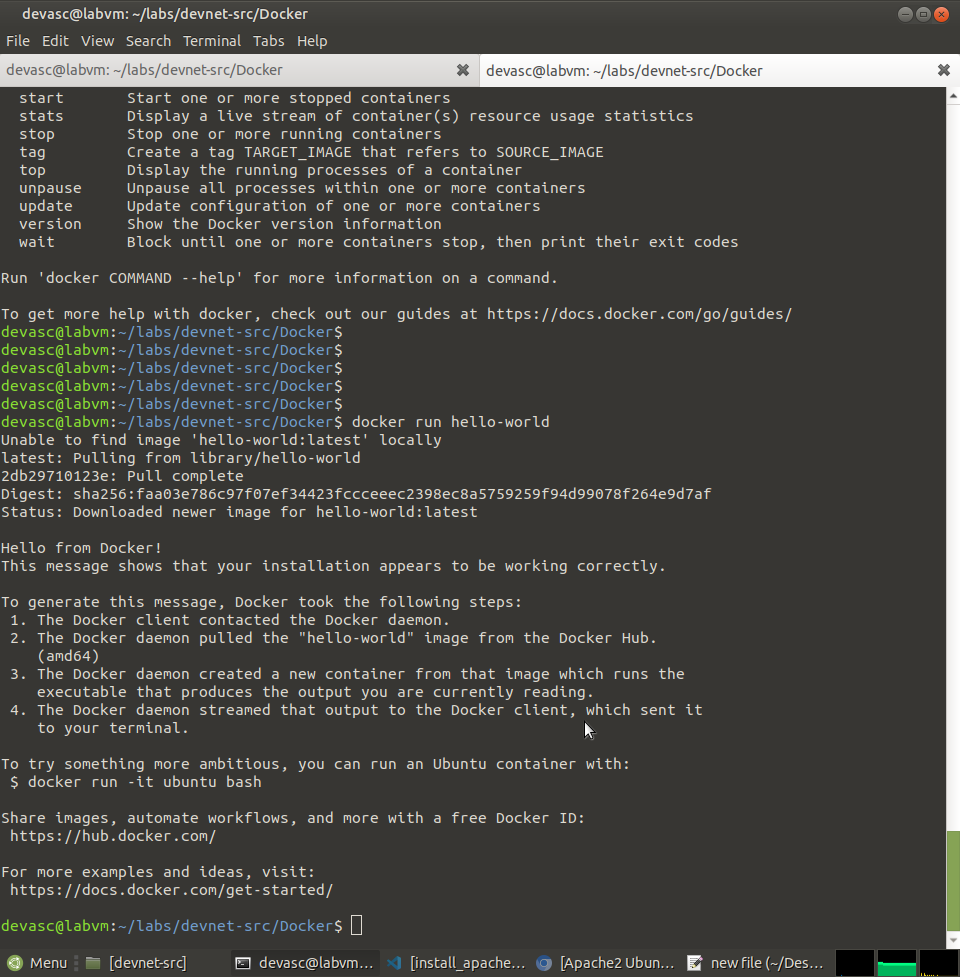 devasc@labvm: ~/labs/devnet-src/Docker
File Edit View Search Terminal Tabs Help
devasc@labvm: ~/labs/devnet-src/Docker devasc@labvm: ~/labs/devnet-src/Docker
start Start one or more stopped containers
stats Display a live stream of container(s) resource usage statistics
stop Stop one or more running containers
tag Create a tag TARGET_IMAGE that refers to SOURCE_IMAGE
top Display the running processes of a container
unpause Unpause all processes within one or more containers
update Update configuration of one or more containers
version Show the Docker version information
wait Block until one or more containers stop, then print their exit codes
Run 'docker COMMAND --help' for more information on a command.
To get more help with docker, check out our guides at https://docs.docker.com/go/guides/
devasc@labvm:~/labs/devnet-src/Docker$
devasc@labvm:~/labs/devnet-src/Docker$
devasc@labvm:~/labs/devnet-src/Docker$
devasc@labvm:~/labs/devnet-src/Docker$
devasc@labvm:~/labs/devnet-src/Docker$
devasc@labvm:~/labs/devnet-src/Docker$ docker run hello-world
Unable to find image 'hello-world:latest' locally
latest: Pulling from library/hello-world
2db29710123e: Pull complete
Digest: sha256:faa03e786c97f07ef34423fccceeec2398ec8a5759259f94d99078f264e9d7af
Status: Downloaded newer image for hello-world:latest
Hello from Docker!
This message shows that your installation appears to be working correctly.
To generate this message, Docker took the following steps:
1. The Docker client contacted the Docker daemon.
2. The Docker daemon pulled the "hello-world" image from the Docker Hub.
(amd64)
3. The Docker daemon created a new container from that image which runs the
executable that produces the output you are currently reading.
4. The Docker daemon streamed that output to the Docker client, which sent it
to your terminal.
To try something more ambitious, you can run an Ubuntu container with:
$ docker run -it ubuntu bash
Share images, automate workflows, and more with a free Docker ID:
https://hub.docker.com/
For more examples and ideas, visit:
https://docs.docker.com/get-started/
devasc@labvm:~/labs/devnet-src/Docker$
Menu [devnet-src] devasc@labvm... [install_apache... [Apache2 Ubun... new file (~/Des...